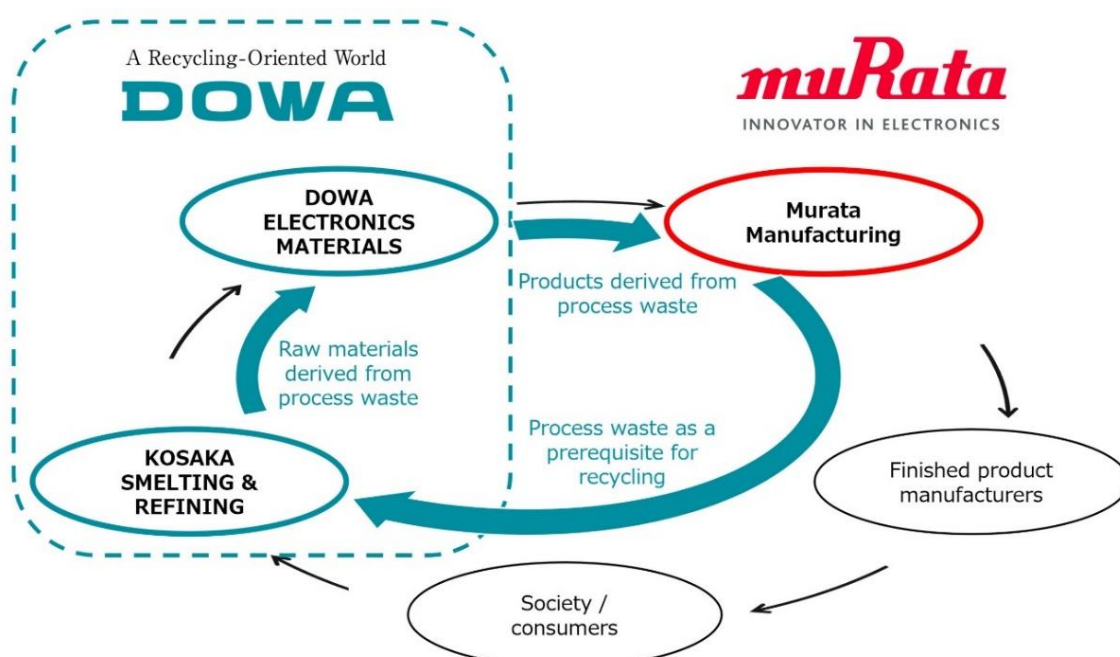 A Recycling-Oriented World
DOWA
muRata
INNOVATOR IN ELECTRONICS
DOWA
ELECTRONICS
MATERIALS
Murata
Manufacturing
Products derived from
process waste
Raw materials
derived from
process waste
Process waste as a
prerequisite for
recycling
KOSAKA
SMELTING &
REFINING
Finished product
manufacturers
Society /
consumers